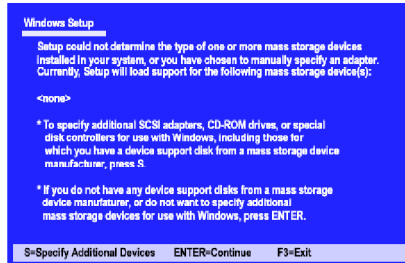 Windows Setup
Setup could not determine the type of one or more mass storage devices
installed in your system, or you have chosen to manually specify an adapter.
Currently, Setup will load support for the following mass storage device(s):
<none>
* To specify additional SCSI adapters, CD-ROM drives, or special
disk controllers for use with Windows, including those for
which you have a device support disk from a mass storage device
manufacturer, press S.
* If you do not have any device support disks from a mass storage
device manufaturer, or do not want to specify additional
mass storage devices for use with Windows, press ENTER.
S=Specify Additional Devices ENTER=Continue F3=Exit